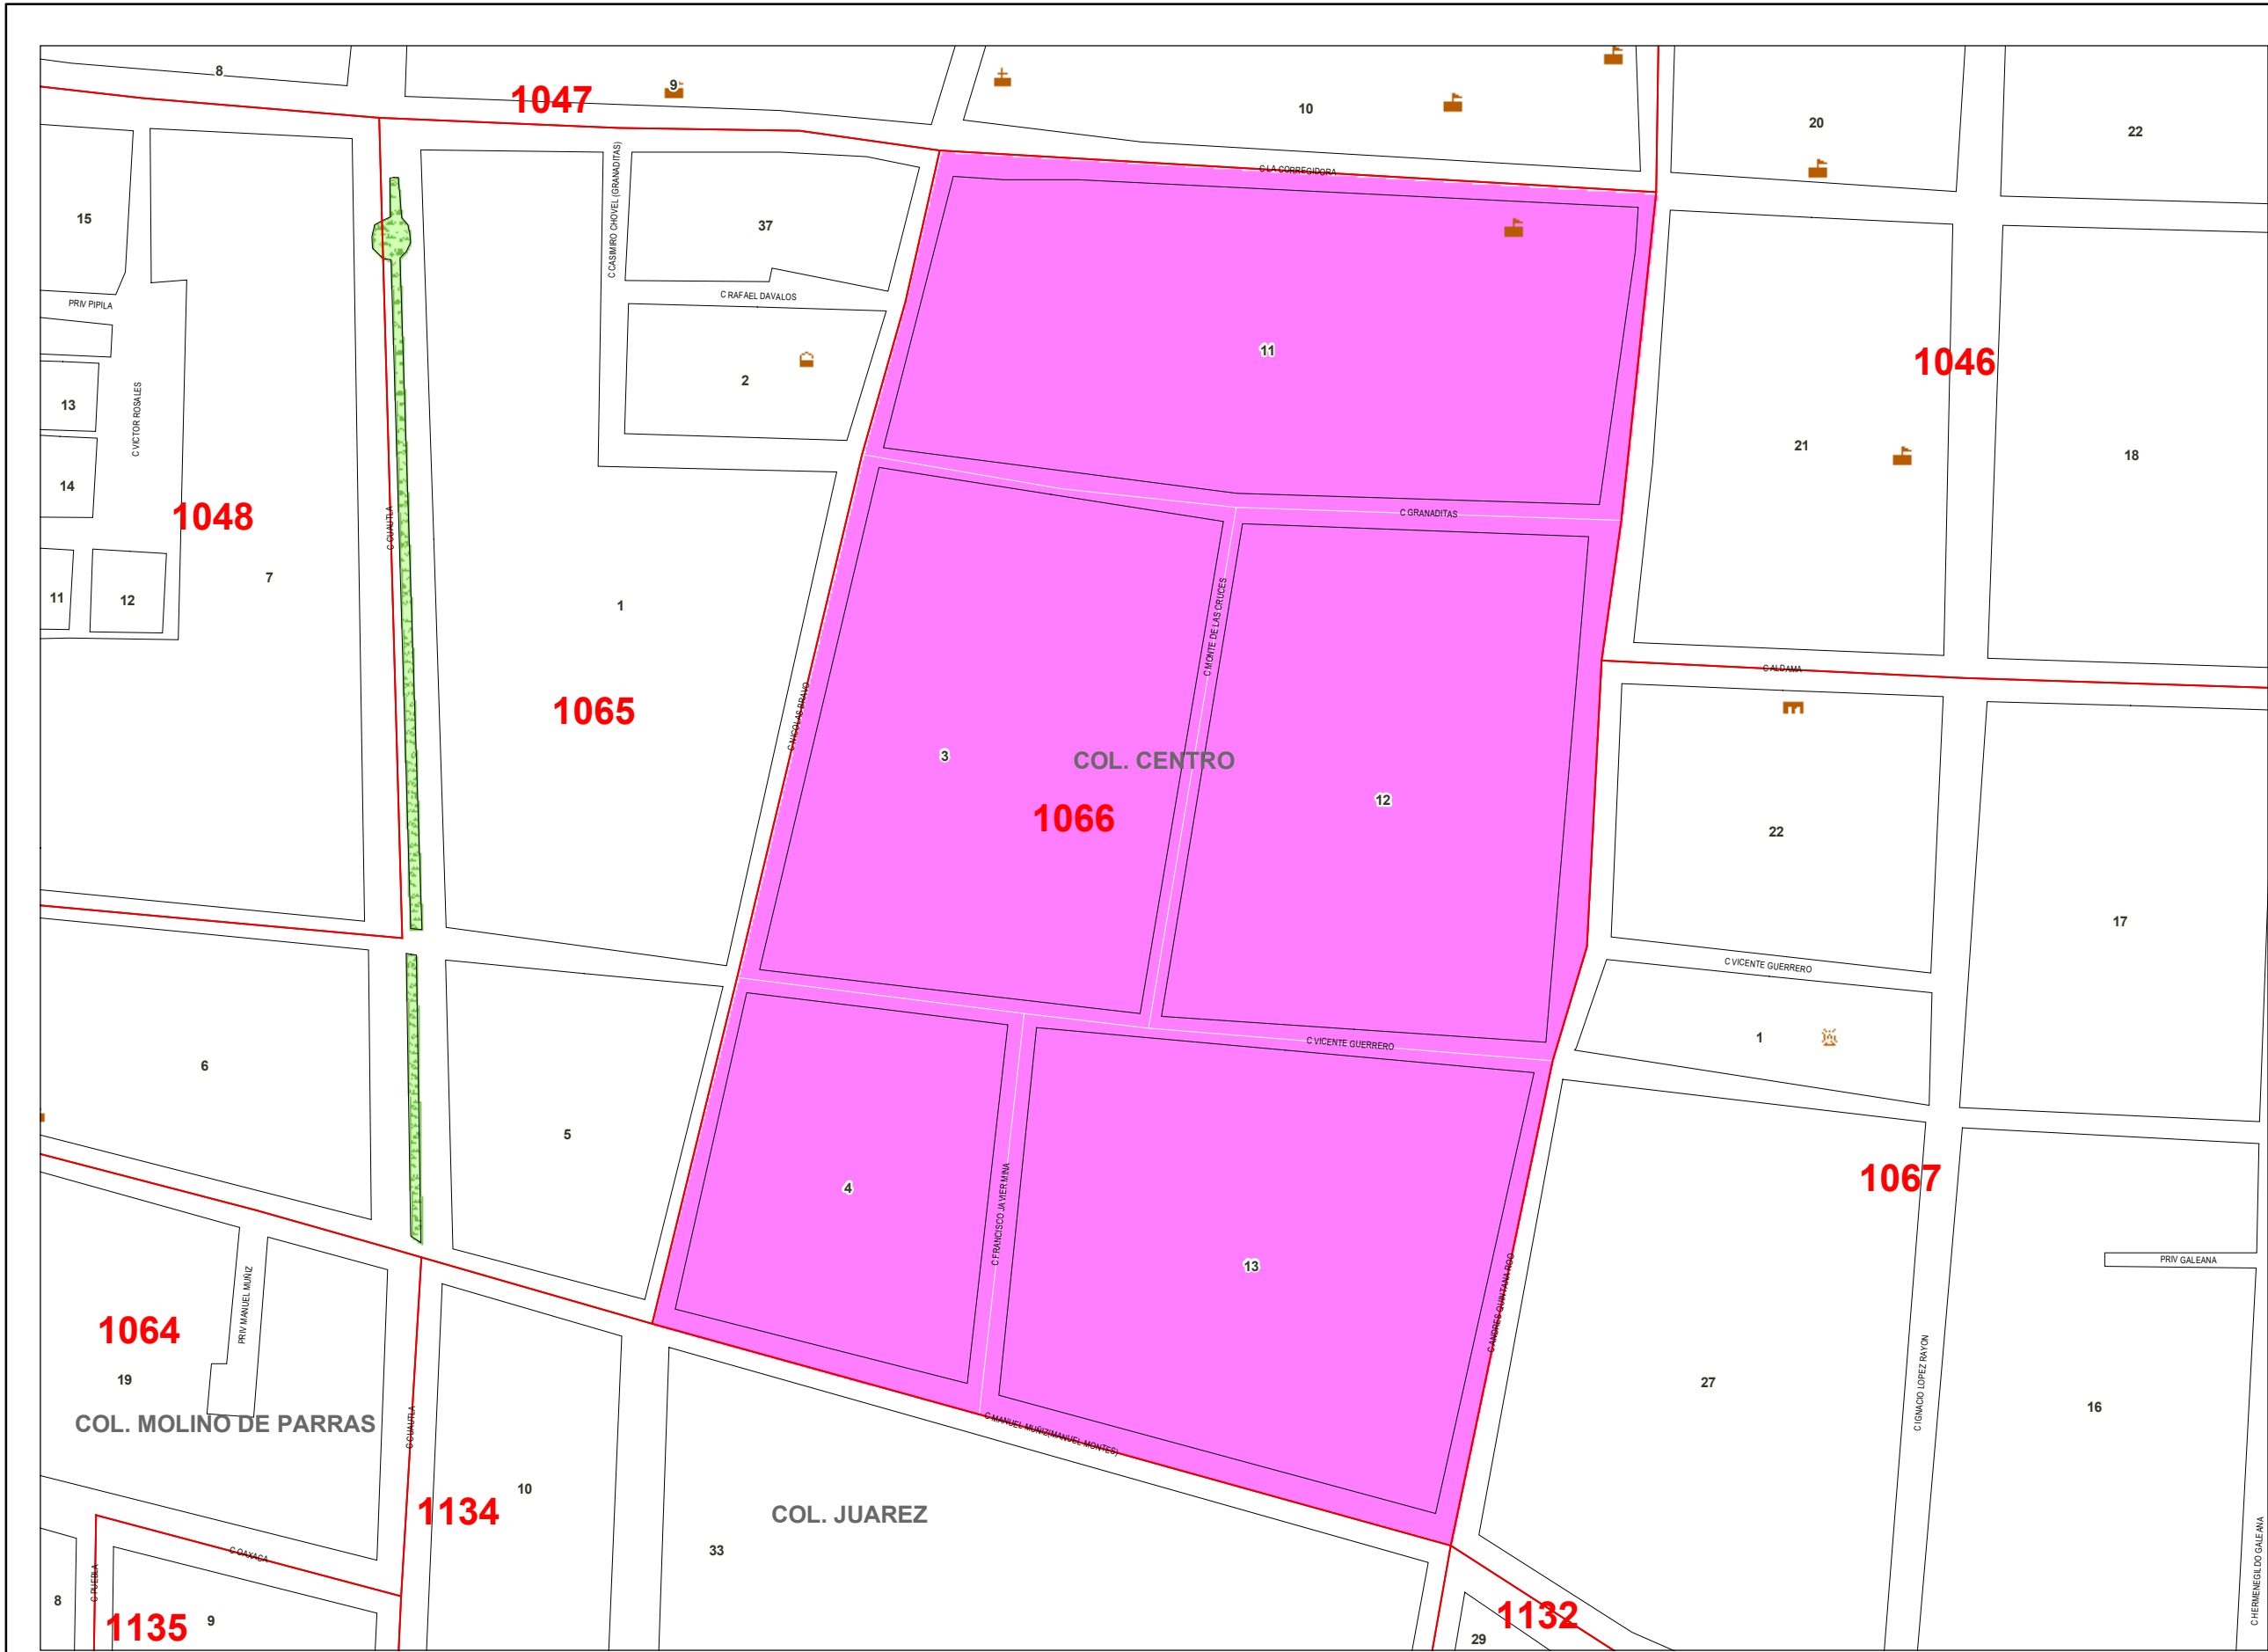 8
9
1047
10
20
22
C LA CORREGIDORA
15
C CASIMIRO CHOVEL (GRANADITAS)
37
PRIV PIPILA
C RAFAEL DAVALOS
11
1046
2
13
C VICTOR ROSALES
21
18
14
1048
C CUAUTLA
C GRANADITAS
7
11
12
1
C MONTE DE LAS CRUCES
C ALDAMA
1065
C NICOLAS BRAVO
3
COL. CENTRO
12
1066
22
17
C VICENTE GUERRERO
6
C VICENTE GUERRERO
1
5
4
C FRANCISCO JAVIER MINA
1067
13
PRIV GALEANA
PRIV MANUEL MUÑIZ
C ANDRES QUINTANA ROO
1064
19
27
C IGNACIO LOPEZ RAYON
16
COL. MOLINO DE PARRAS
C CUAUTLA
C MANUEL MUÑIZ(MANUEL MONTES)
10
1134
COL. JUAREZ
33
C OAXACA
C PUEBLA
C HERMENEGILDO GALEANA
8
9
1135
1132
29